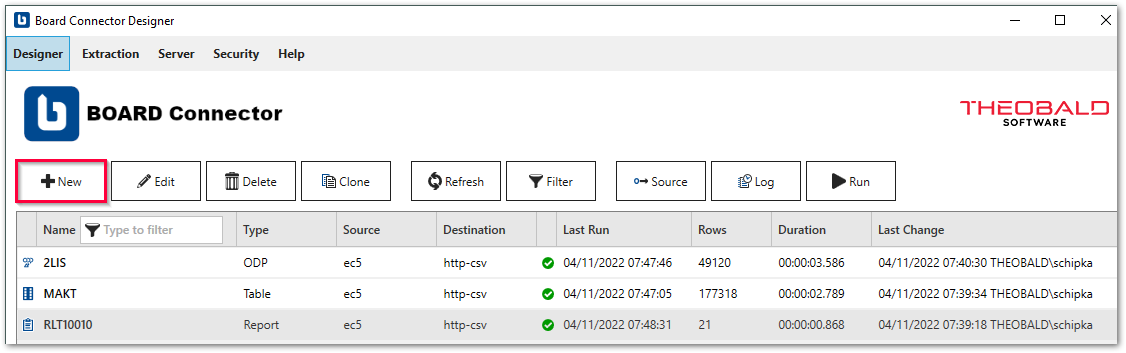 Board Connector Designer
Designer Extraction Server Security Help
BOARD Connector
THEOBALD
SOFTWARE
New Edit Delete Clone Refresh Filter Source Log Run
Name Type to filter Type Source Destination Last Run Rows Duration Last Change
2LIS ODP ec5 http-csv 04/11/2022 07:47:46 49120 00:00:03.586 04/11/2022 07:40:30 THEOBALD\schipka
MAKT Table ec5 http-csv 04/11/2022 07:47:05 177318 00:00:02.789 04/11/2022 07:39:34 THEOBALD\schipka
RLT10010 Report ec5 http-csv 04/11/2022 07:48:31 21 00:00:00.868 04/11/2022 07:39:18 THEOBALD\schipka